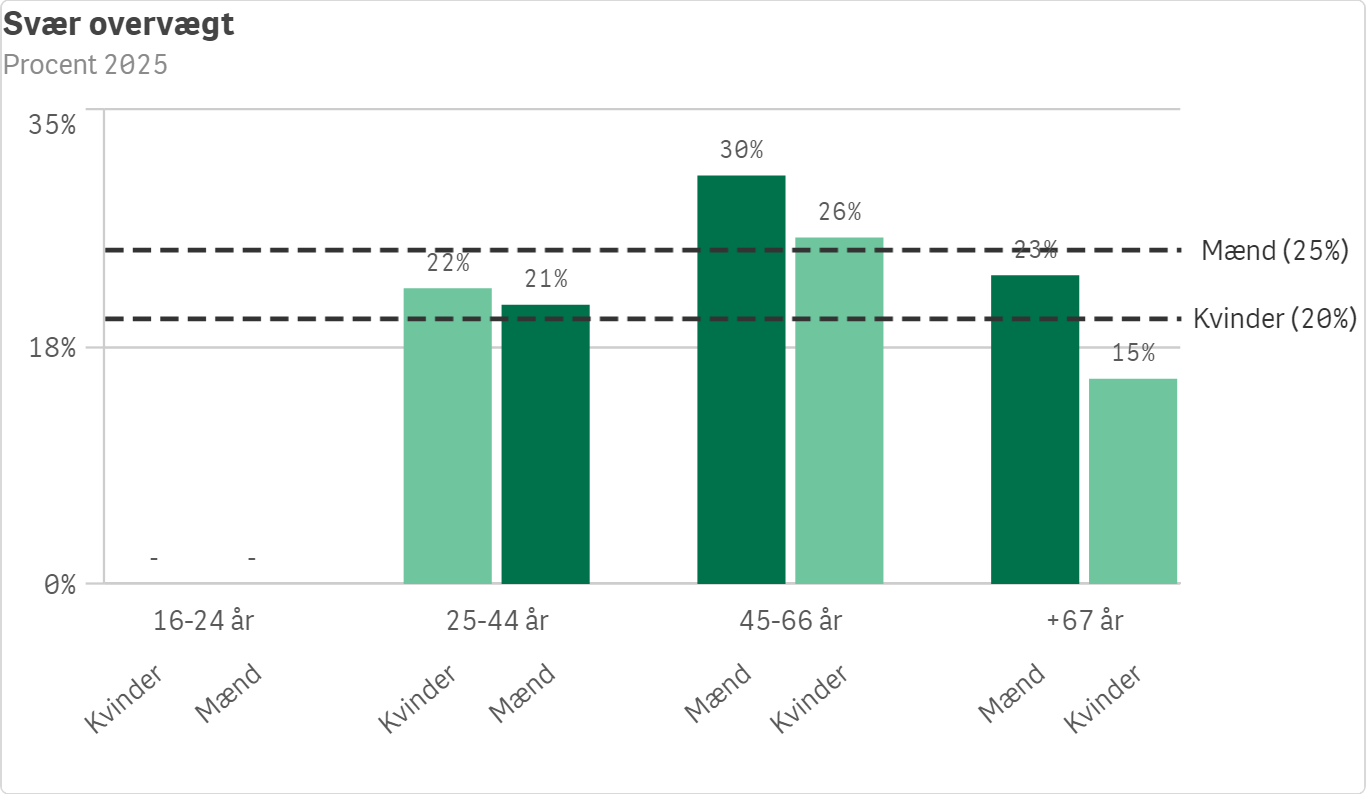 Svær overvægt
Procent 2025
35%
30%
26%
Mænd (25%)
23%
22%
21%
Kvinder (20%)
18%
15%
- -
0%
16-24 år 25-44 år 45-66 år +67 år
Kvinder Mænd Kvinder Mænd Mænd Kvinder Mænd Kvinder